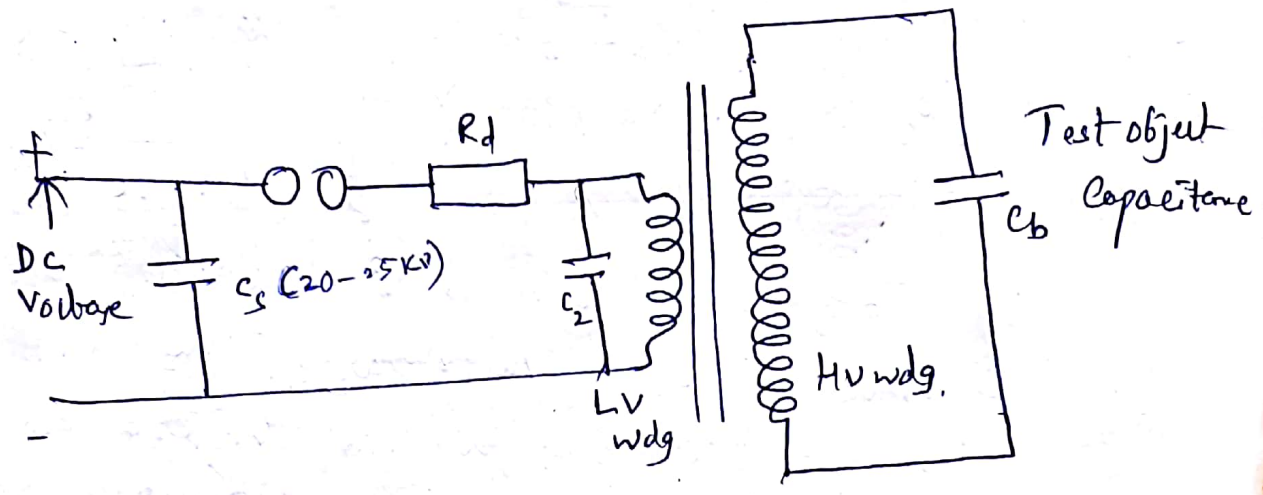 Rd
+
DC
Voltage
Cs (20-25KV)
C2
LV
wdg
HV wdg.
Cb
Test object
Capacitance
-